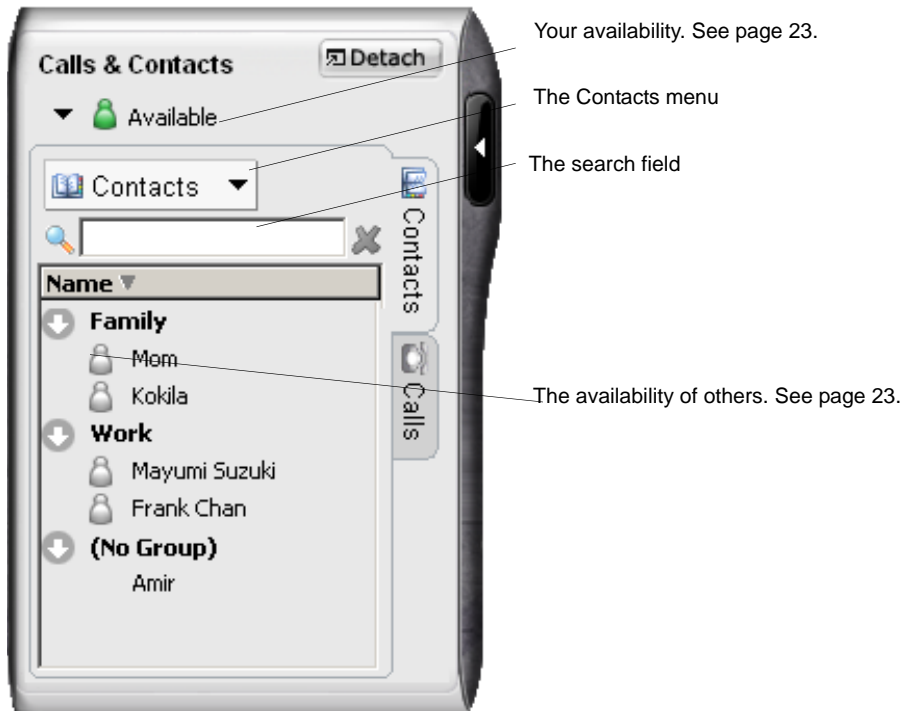 Your availability. See page 23.
Calls & Contacts
Detach
The Contacts menu
Available
The search field
Contacts
Contacts
Name
Family
Mom
Kokila
Calls
The availability of others. See page 23.
Work
Mayumi Suzuki
Frank Chan
(No Group)
Amir